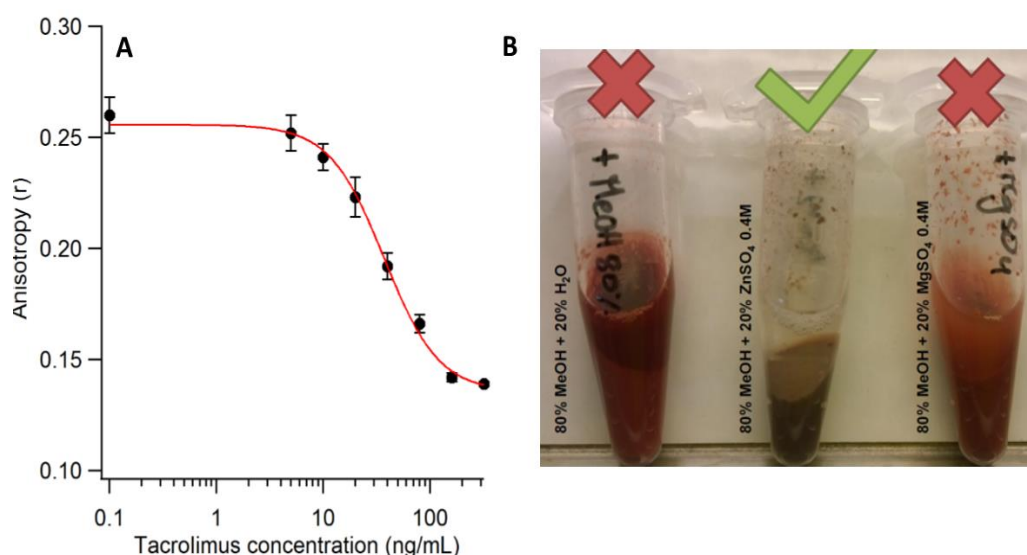 A
0.30
0.25
0.20
0.15
0.10
Anisotropy (r)
0.1
1
10
100
Tacrolimus concentration (ng/mL)
B
80% MeOH + 20% H₂O
+ MeOH 80%
80% MeOH + 20% ZnSO₄ 0.4M
80% MeOH + 20% MgSO₄ 0.4M
+ MgSO4